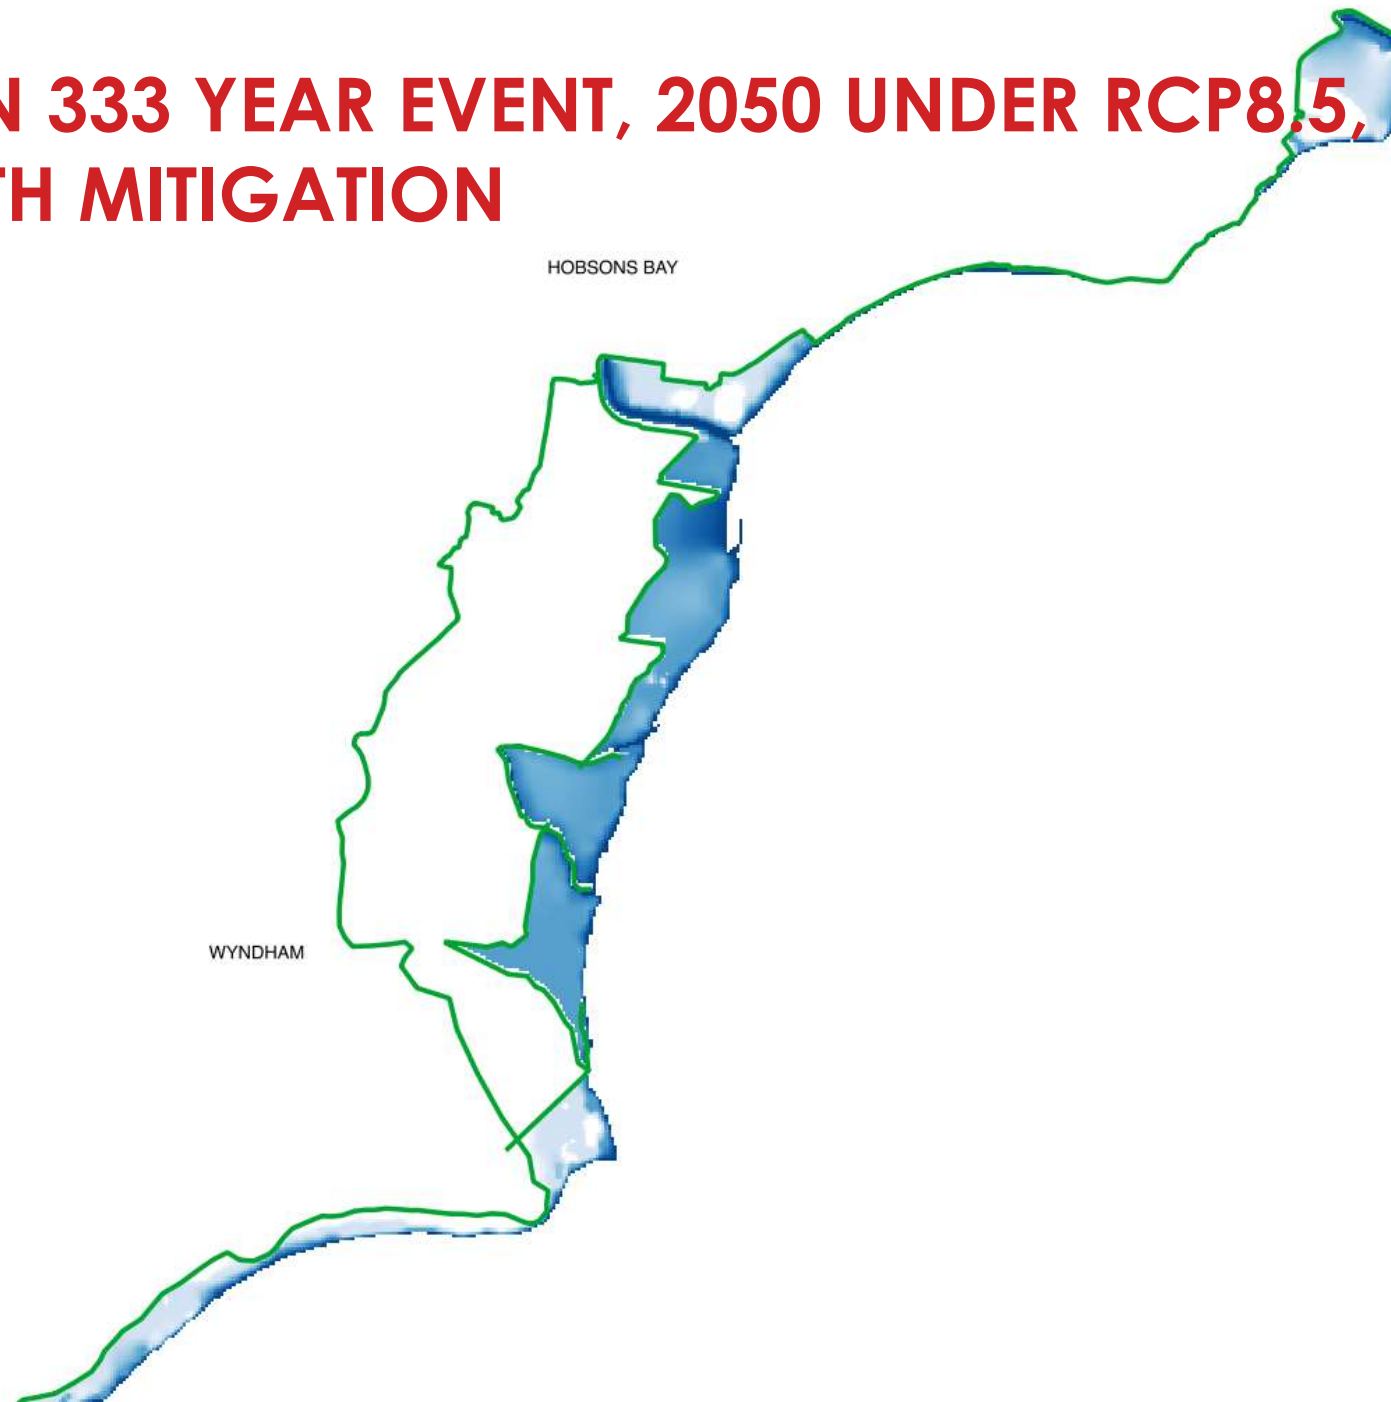 N 333 YEAR EVENT, 2050 UNDER RCP8.5,
TH MITIGATION
HOBSONS BAY
WYNDHAM